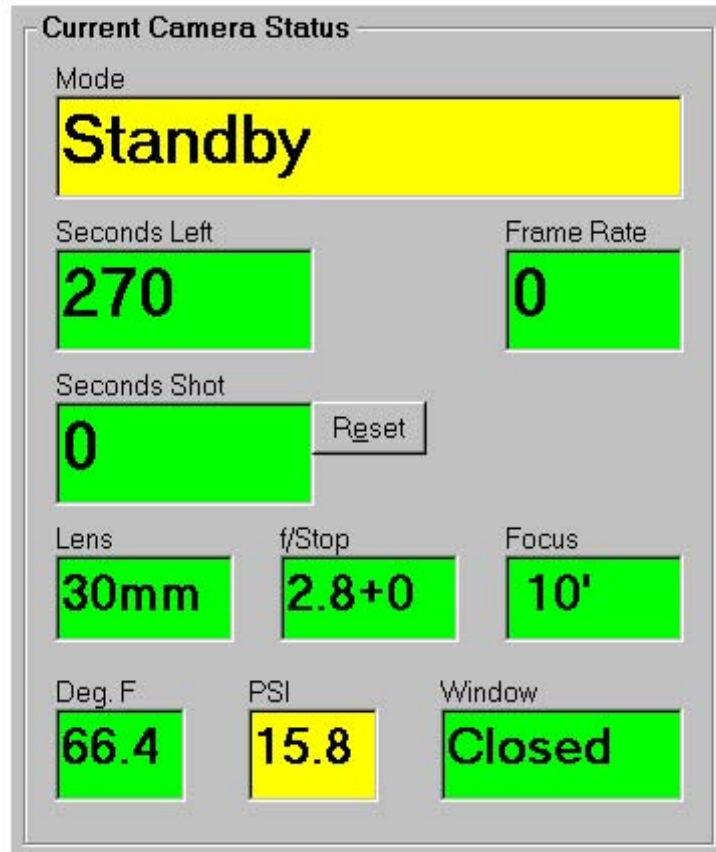 Current Camera Status
Mode
Standby
Seconds Left Frame Rate
270 0
Seconds Shot
0 Reset
Lens f/Stop Focus
30mm 2.8+0 10'
Deg. F PSI Window
66.4 15.8 Closed